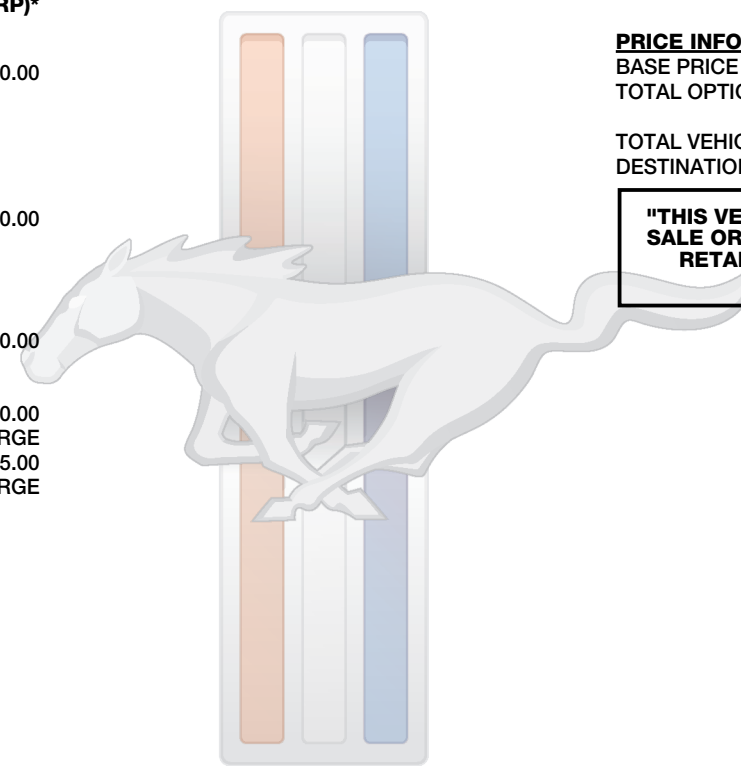 RP)*
0.00
0.00
0.00
0.00
RGE
5.00
RGE
PRICE INFO
BASE PRICE
TOTAL OPTIO
TOTAL VEHIC
DESTINATION
"THIS VE
SALE OR
RETAI